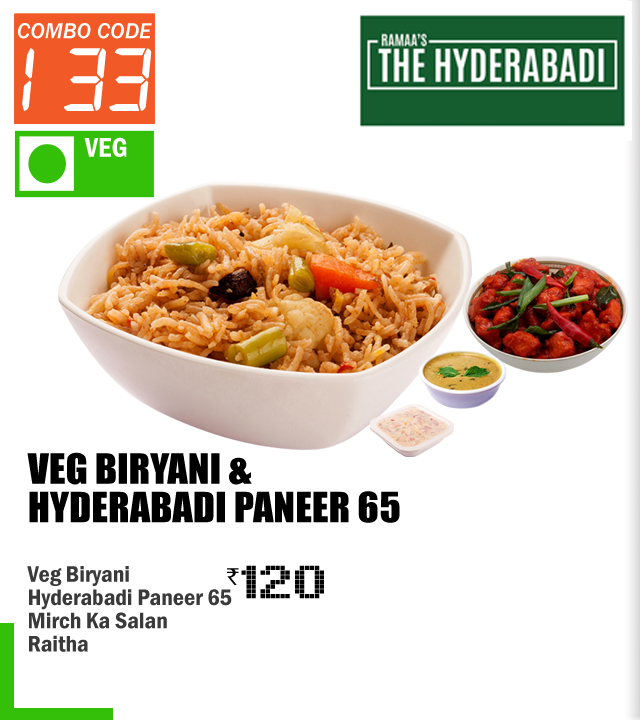 COMBO CODE
133
VEG
RAMAA'S
THE HYDERABADI
VEG BIRYANI &
HYDERABADI PANEER 65
Veg Biryani
Hyderabadi Paneer 65
Mirch Ka Salan
Raitha
₹120